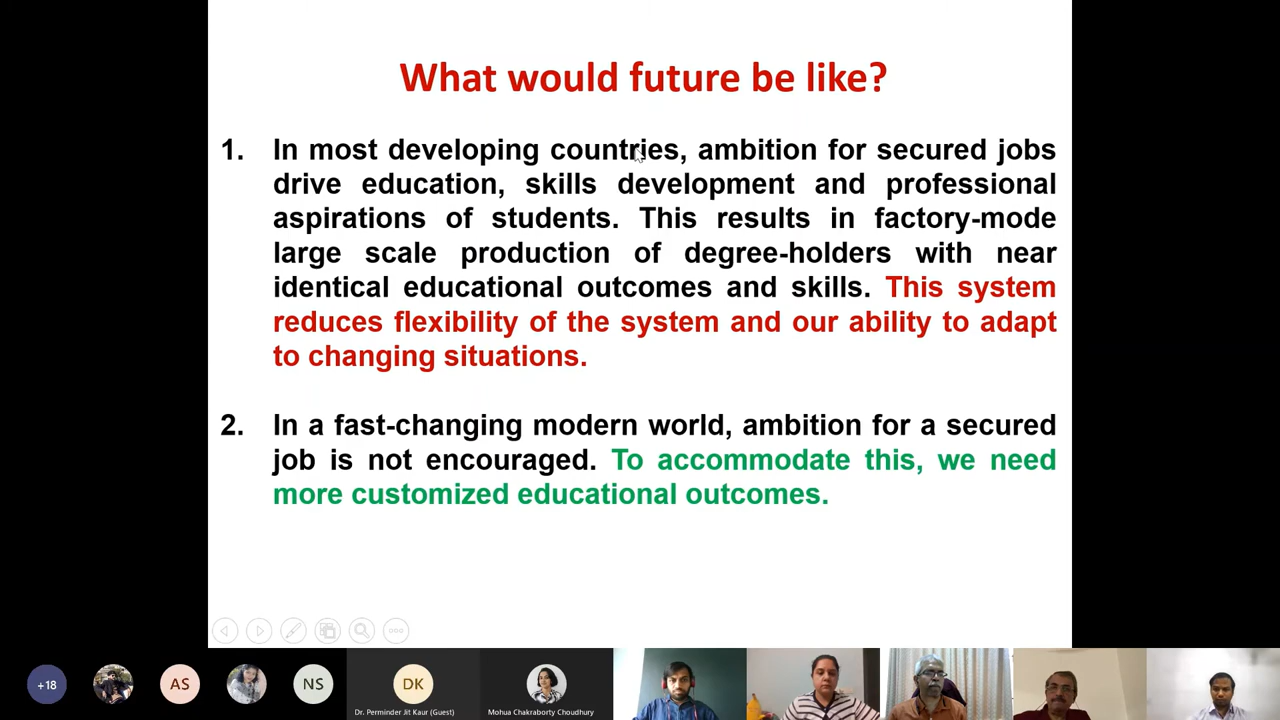 What would future be like?
1. In most developing countries, ambition for secured jobs
drive education, skills development and professional
aspirations of students. This results in factory-mode
large scale production of degree-holders with near
identical educational outcomes and skills. This system
reduces flexibility of the system and our ability to adapt
to changing situations.
2. In a fast-changing modern world, ambition for a secured
job is not encouraged. To accommodate this, we need
more customized educational outcomes.
+18
AS
NS
DK
Dr. Perminder Jit Kaur (Guest)
Mohua Chakraborty Choudhury